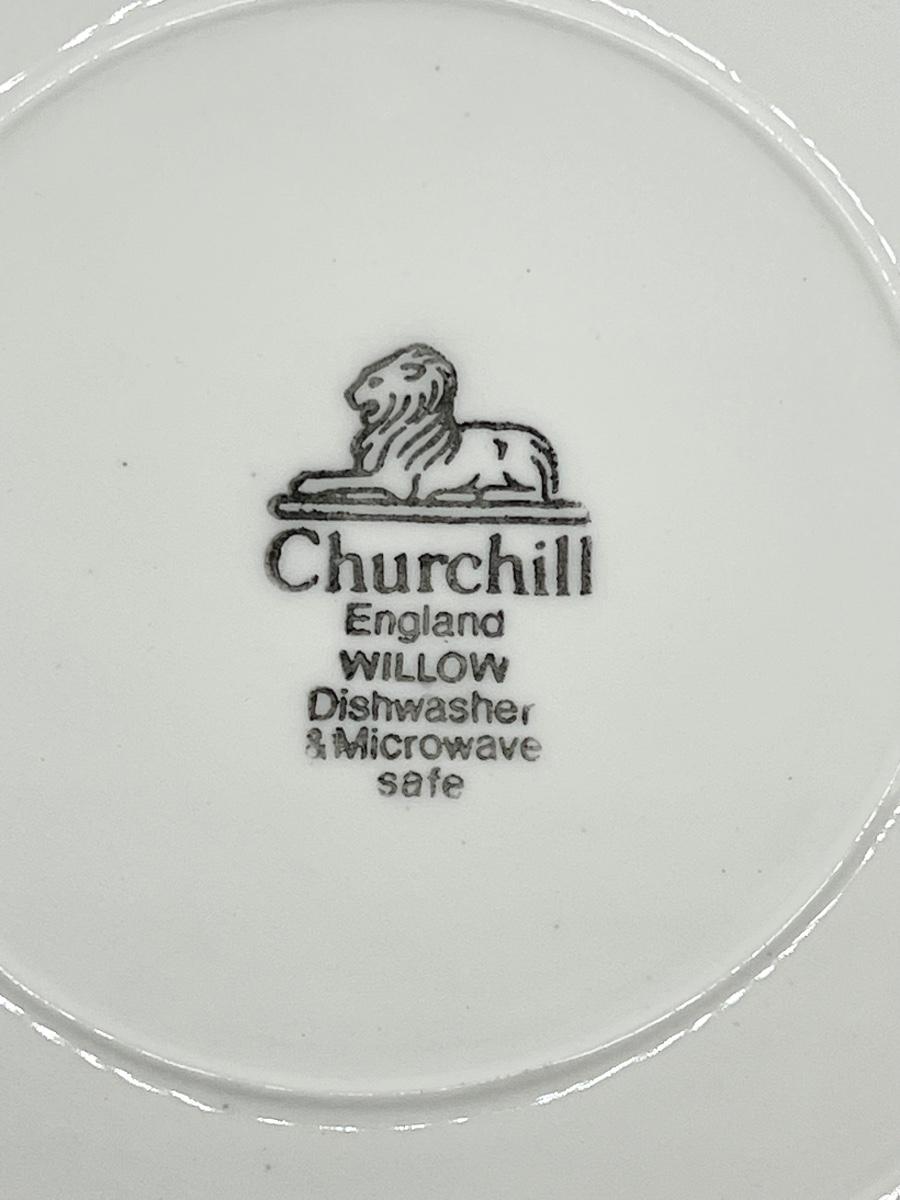 Churchill
England
WILLOW
Dishwasher
& Microwave
safe